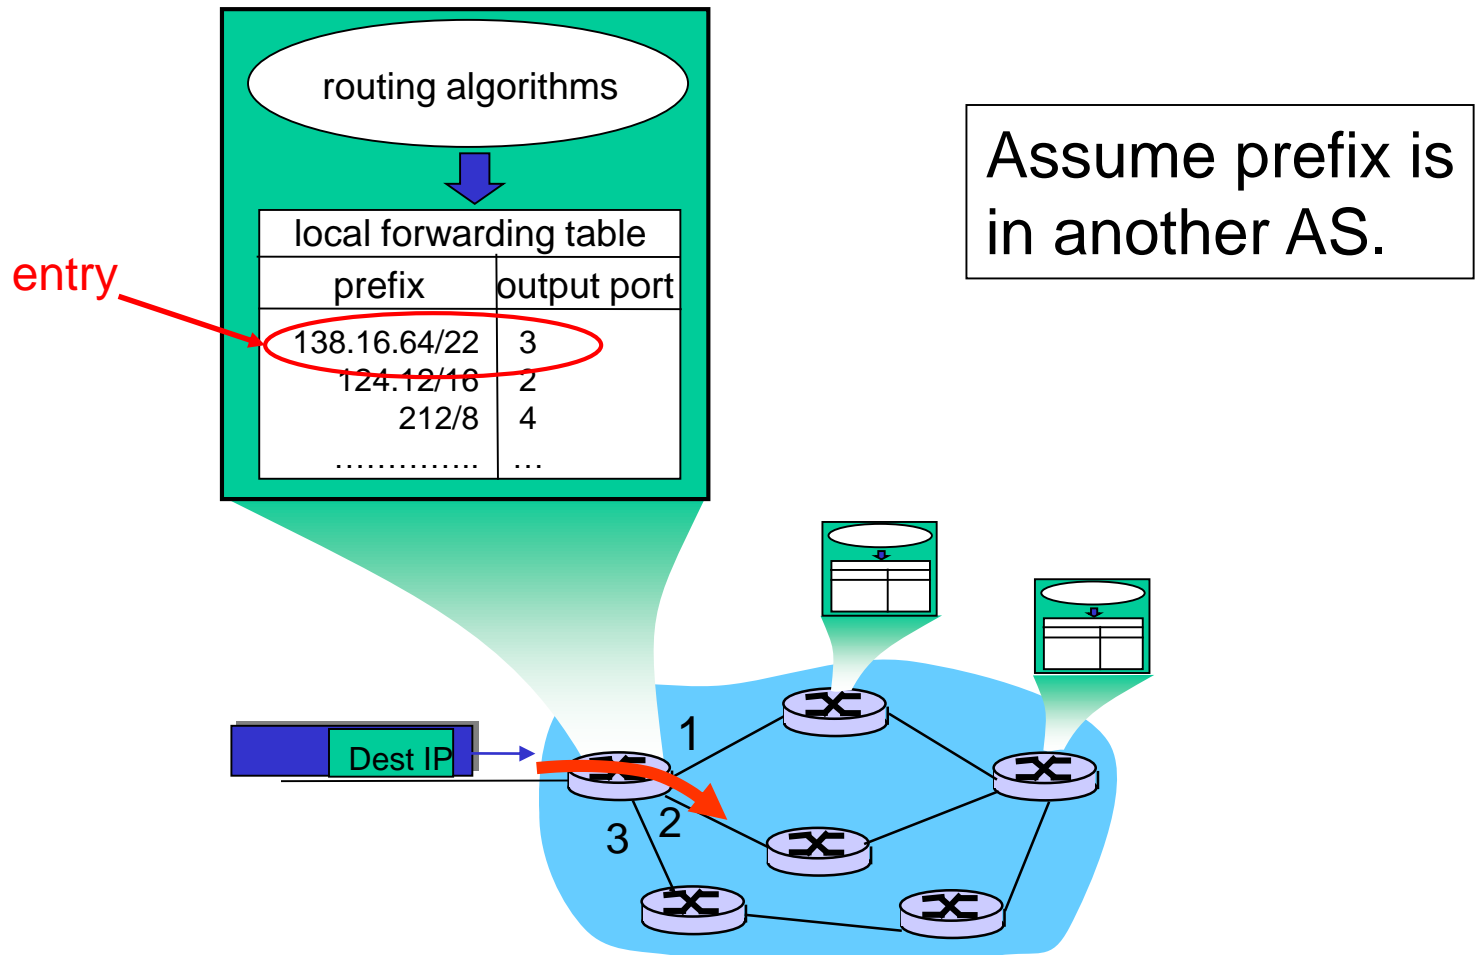 routing algorithms
Assume prefix is
in another AS.
local forwarding table
entry
prefix output port
138.16.64/22 3
124.12/16 2
212/8 4
………….. …
Dest IP
1
2
3